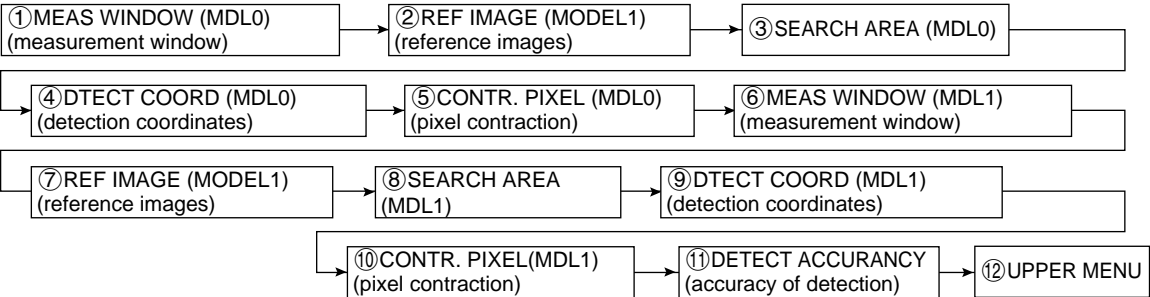 ①MEAS WINDOW (MDL0)
(measurement window)
②REF IMAGE (MODEL1)
(reference images)
③SEARCH AREA (MDL0)
④DTECT COORD (MDL0)
(detection coordinates)
⑤CONTR. PIXEL (MDL0)
(pixel contraction)
⑥MEAS WINDOW (MDL1)
(measurement window)
⑦REF IMAGE (MODEL1)
(reference images)
⑧SEARCH AREA
(MDL1)
⑨DTECT COORD (MDL1)
(detection coordinates)
⑩CONTR. PIXEL(MDL1)
(pixel contraction)
⑪DETECT ACCURANCY
(accuracy of detection)
⑫UPPER MENU